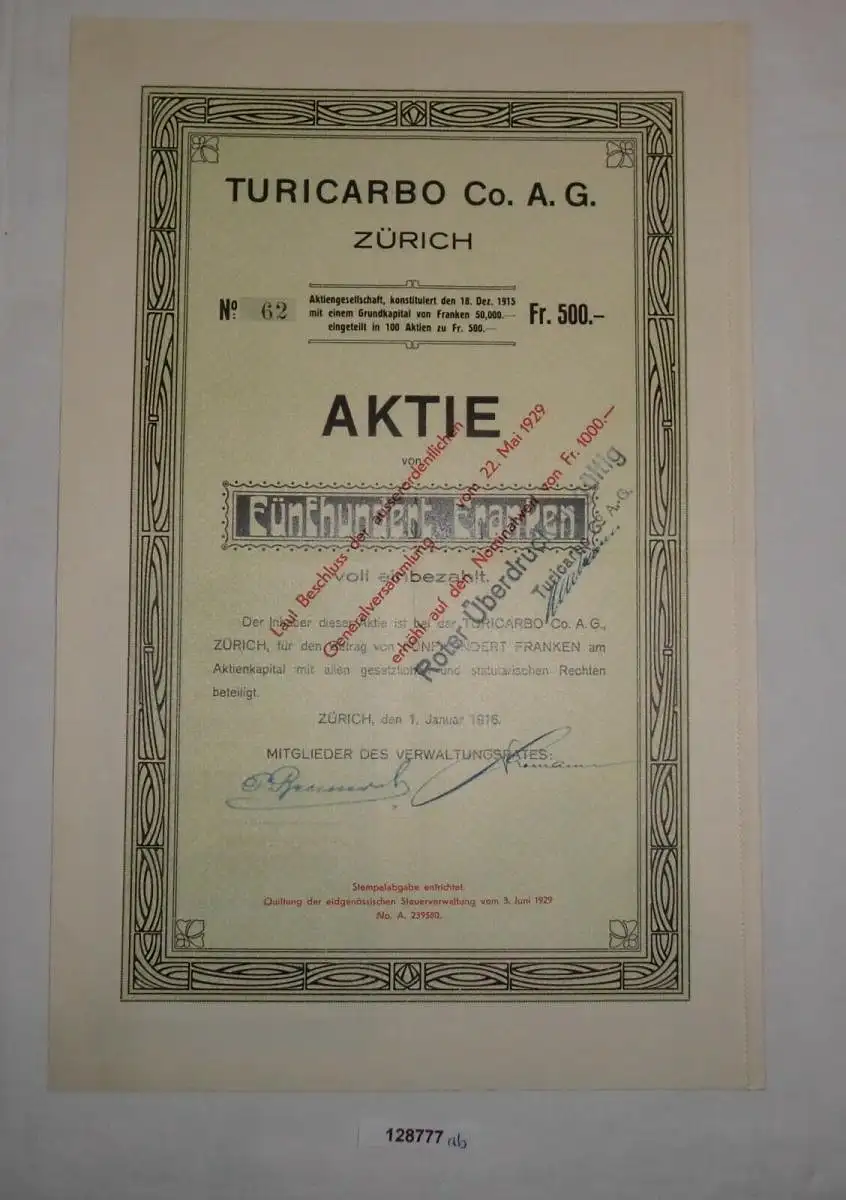 TURICARBO Co. A. G.
ZÜRICH
No: 62
Aktiengesellschaft, konstituiert den 18. Dez. 1915
mit einem Grundkapital von Franken 50,000.—
eingeteilt in 100 Aktien zu Fr. 500.—
Fr. 500.–
AKTIE
von
Fünfhundert Franken
voll einbezahlt.
Der Inhaber dieser Aktie ist bei der TURICARBO Co. A. G.,
ZÜRICH, für den Betrag von FÜNFHUNDERT FRANKEN am
Aktienkapital mit allen gesetzlichen und statutarischen Rechten
beteiligt.
ZÜRICH, den 1. Januar 1916.
MITGLIEDER DES VERWALTUNGSRATES:
Laut Beschluss der ausserordentlichen
Generalversammlung vom 22. Mai 1929
erhöht auf den Nominalwert von Fr. 1000.—
Roter Überdruck gültig
Turicarbo Co A. G.
Stempelabgabe entrichtet
Quittung der eidgenössischen Steuerverwaltung vom 3. Juni 1929
No. A. 239580.
128777 ab